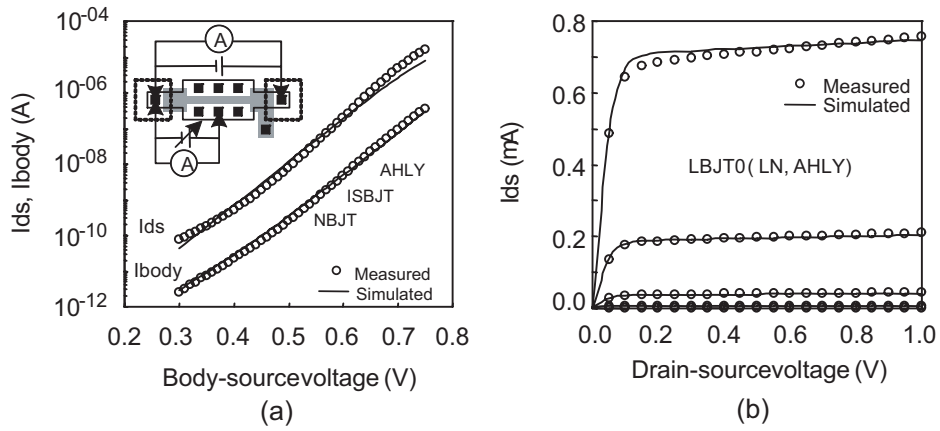 10-04
10-06
10-08
10-10
10-12
Ids, Ibody (A)
A
A
AHLY
ISBJT
NBJT
Ids
Ibody
Measured
Simulated
0.2 0.3 0.4 0.5 0.6 0.7 0.8
Body-sourcevoltage (V)
(a)
0.8
0.6
0.4
0.2
0.0
Ids (mA)
Measured
Simulated
LBJT0 ( LN, AHLY)
0.0 0.2 0.4 0.6 0.8 1.0
Drain-sourcevoltage (V)
(b)